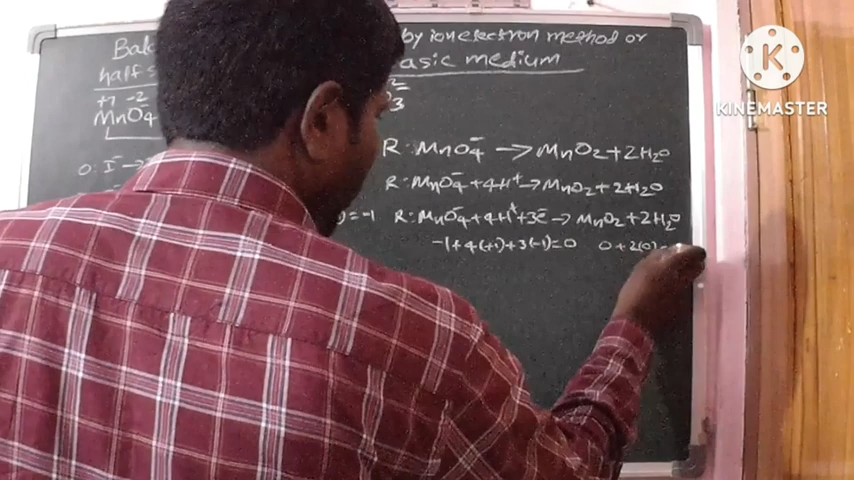 by ion electron method or
half
asic medium
+7 -2
MnO₄⁻
3
R: MnO₄⁻ → MnO₂ + 2H₂O
O: I⁻ →
R: MnO₄⁻ + 4H⁺ → MnO₂ + 2H₂O
= -1
R: MnO₄⁻ + 4H⁺ + 3e⁻ → MnO₂ + 2H₂O
-1 + 4(+1) + 3(-1) = 0
0 + 2(0)
KINEMASTER